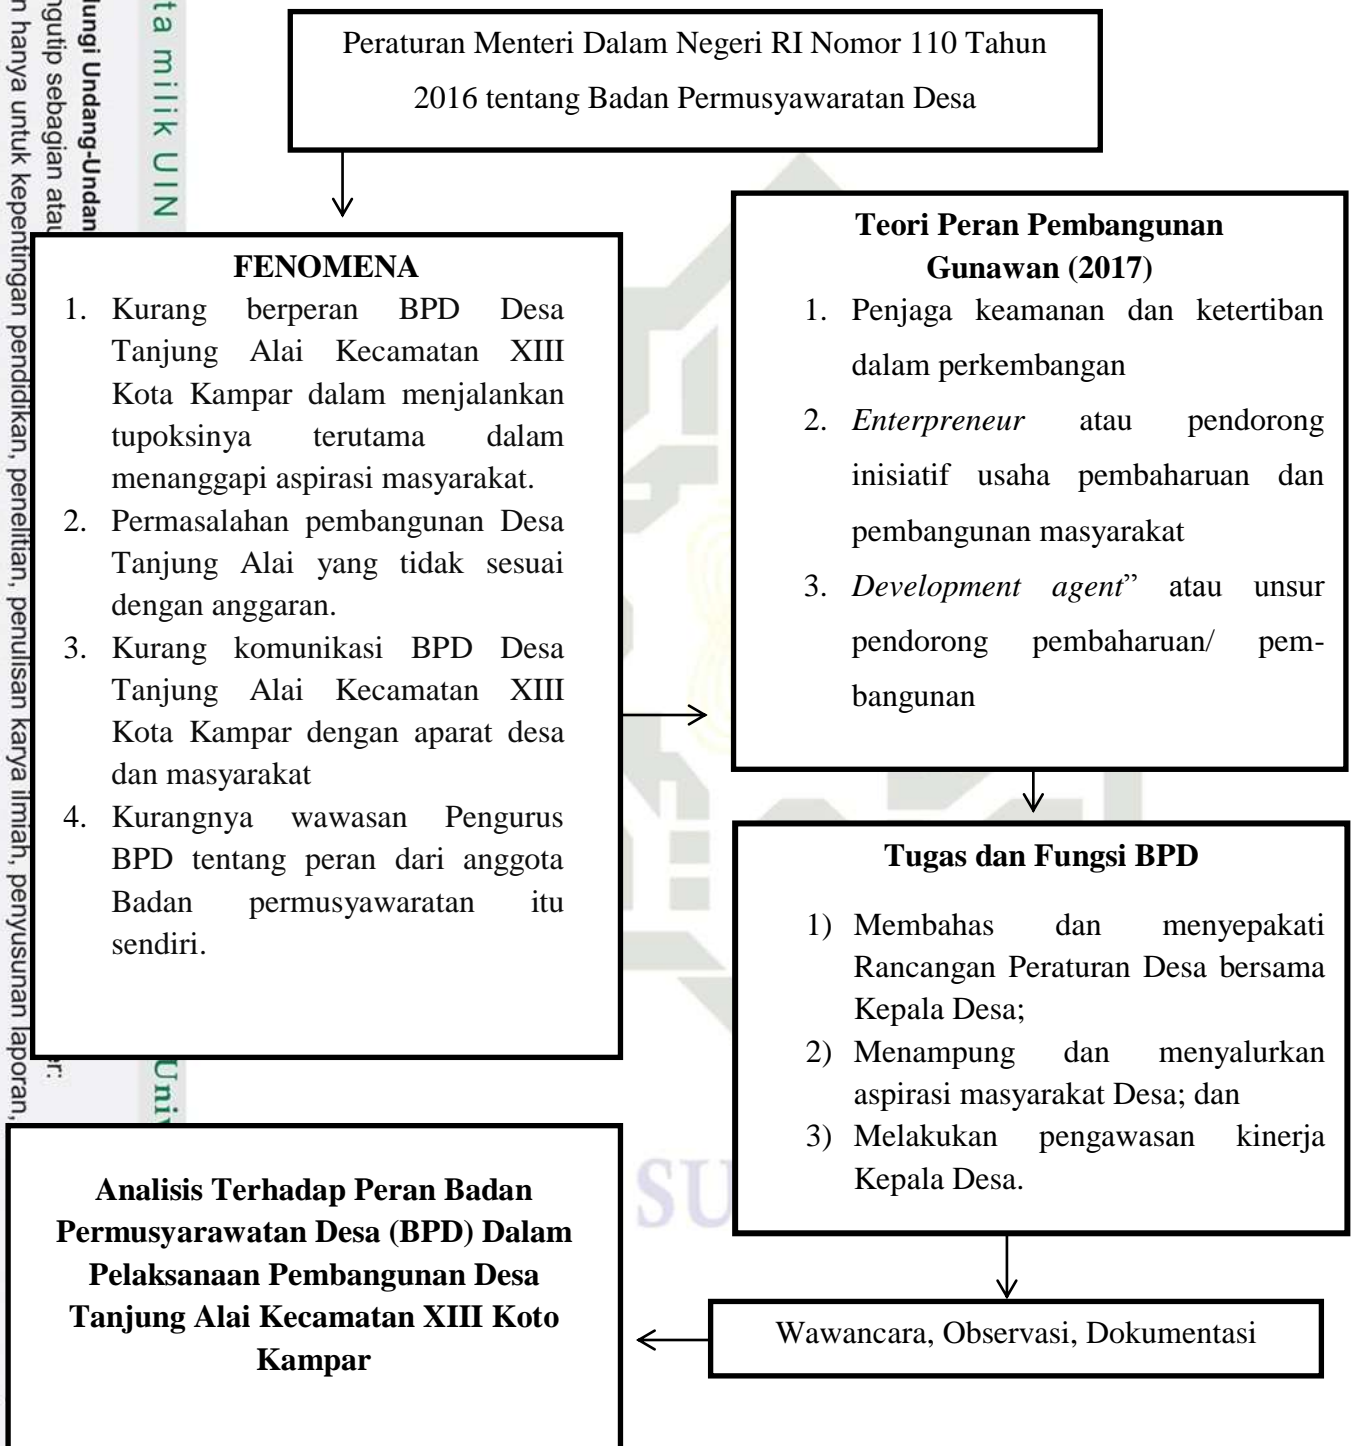 Peraturan Menteri Dalam Negeri RI Nomor 110 Tahun
2016 tentang Badan Permusyawaratan Desa
FENOMENA
1. Kurang berperan BPD Desa
Tanjung Alai Kecamatan XIII
Kota Kampar dalam menjalankan
tupoksinya terutama dalam
menanggapi aspirasi masyarakat.
2. Permasalahan pembangunan Desa
Tanjung Alai yang tidak sesuai
dengan anggaran.
3. Kurang komunikasi BPD Desa
Tanjung Alai Kecamatan XIII
Kota Kampar dengan aparat desa
dan masyarakat
4. Kurangnya wawasan Pengurus
BPD tentang peran dari anggota
Badan permusyawaratan itu
sendiri.
Teori Peran Pembangunan
Gunawan (2017)
1. Penjaga keamanan dan ketertiban
dalam perkembangan
2. Enterpreneur atau pendorong
inisiatif usaha pembaharuan dan
pembangunan masyarakat
3. Development agent” atau unsur
pendorong pembaharuan/ pem-
bangunan
Tugas dan Fungsi BPD
1) Membahas dan menyepakati
Rancangan Peraturan Desa bersama
Kepala Desa;
2) Menampung dan menyalurkan
aspirasi masyarakat Desa; dan
3) Melakukan pengawasan kinerja
Kepala Desa.
Wawancara, Observasi, Dokumentasi
Analisis Terhadap Peran Badan
Permusyarawatan Desa (BPD) Dalam
Pelaksanaan Pembangunan Desa
Tanjung Alai Kecamatan XIII Koto
Kampar
ta milik UIN
Univ
lungi Undang-Undan
ngutip sebagian atau
er:
n hanya untuk kepentingan pendidikan, penelitian, penulisan karya ilmiah, penyusunan laporan,
SU